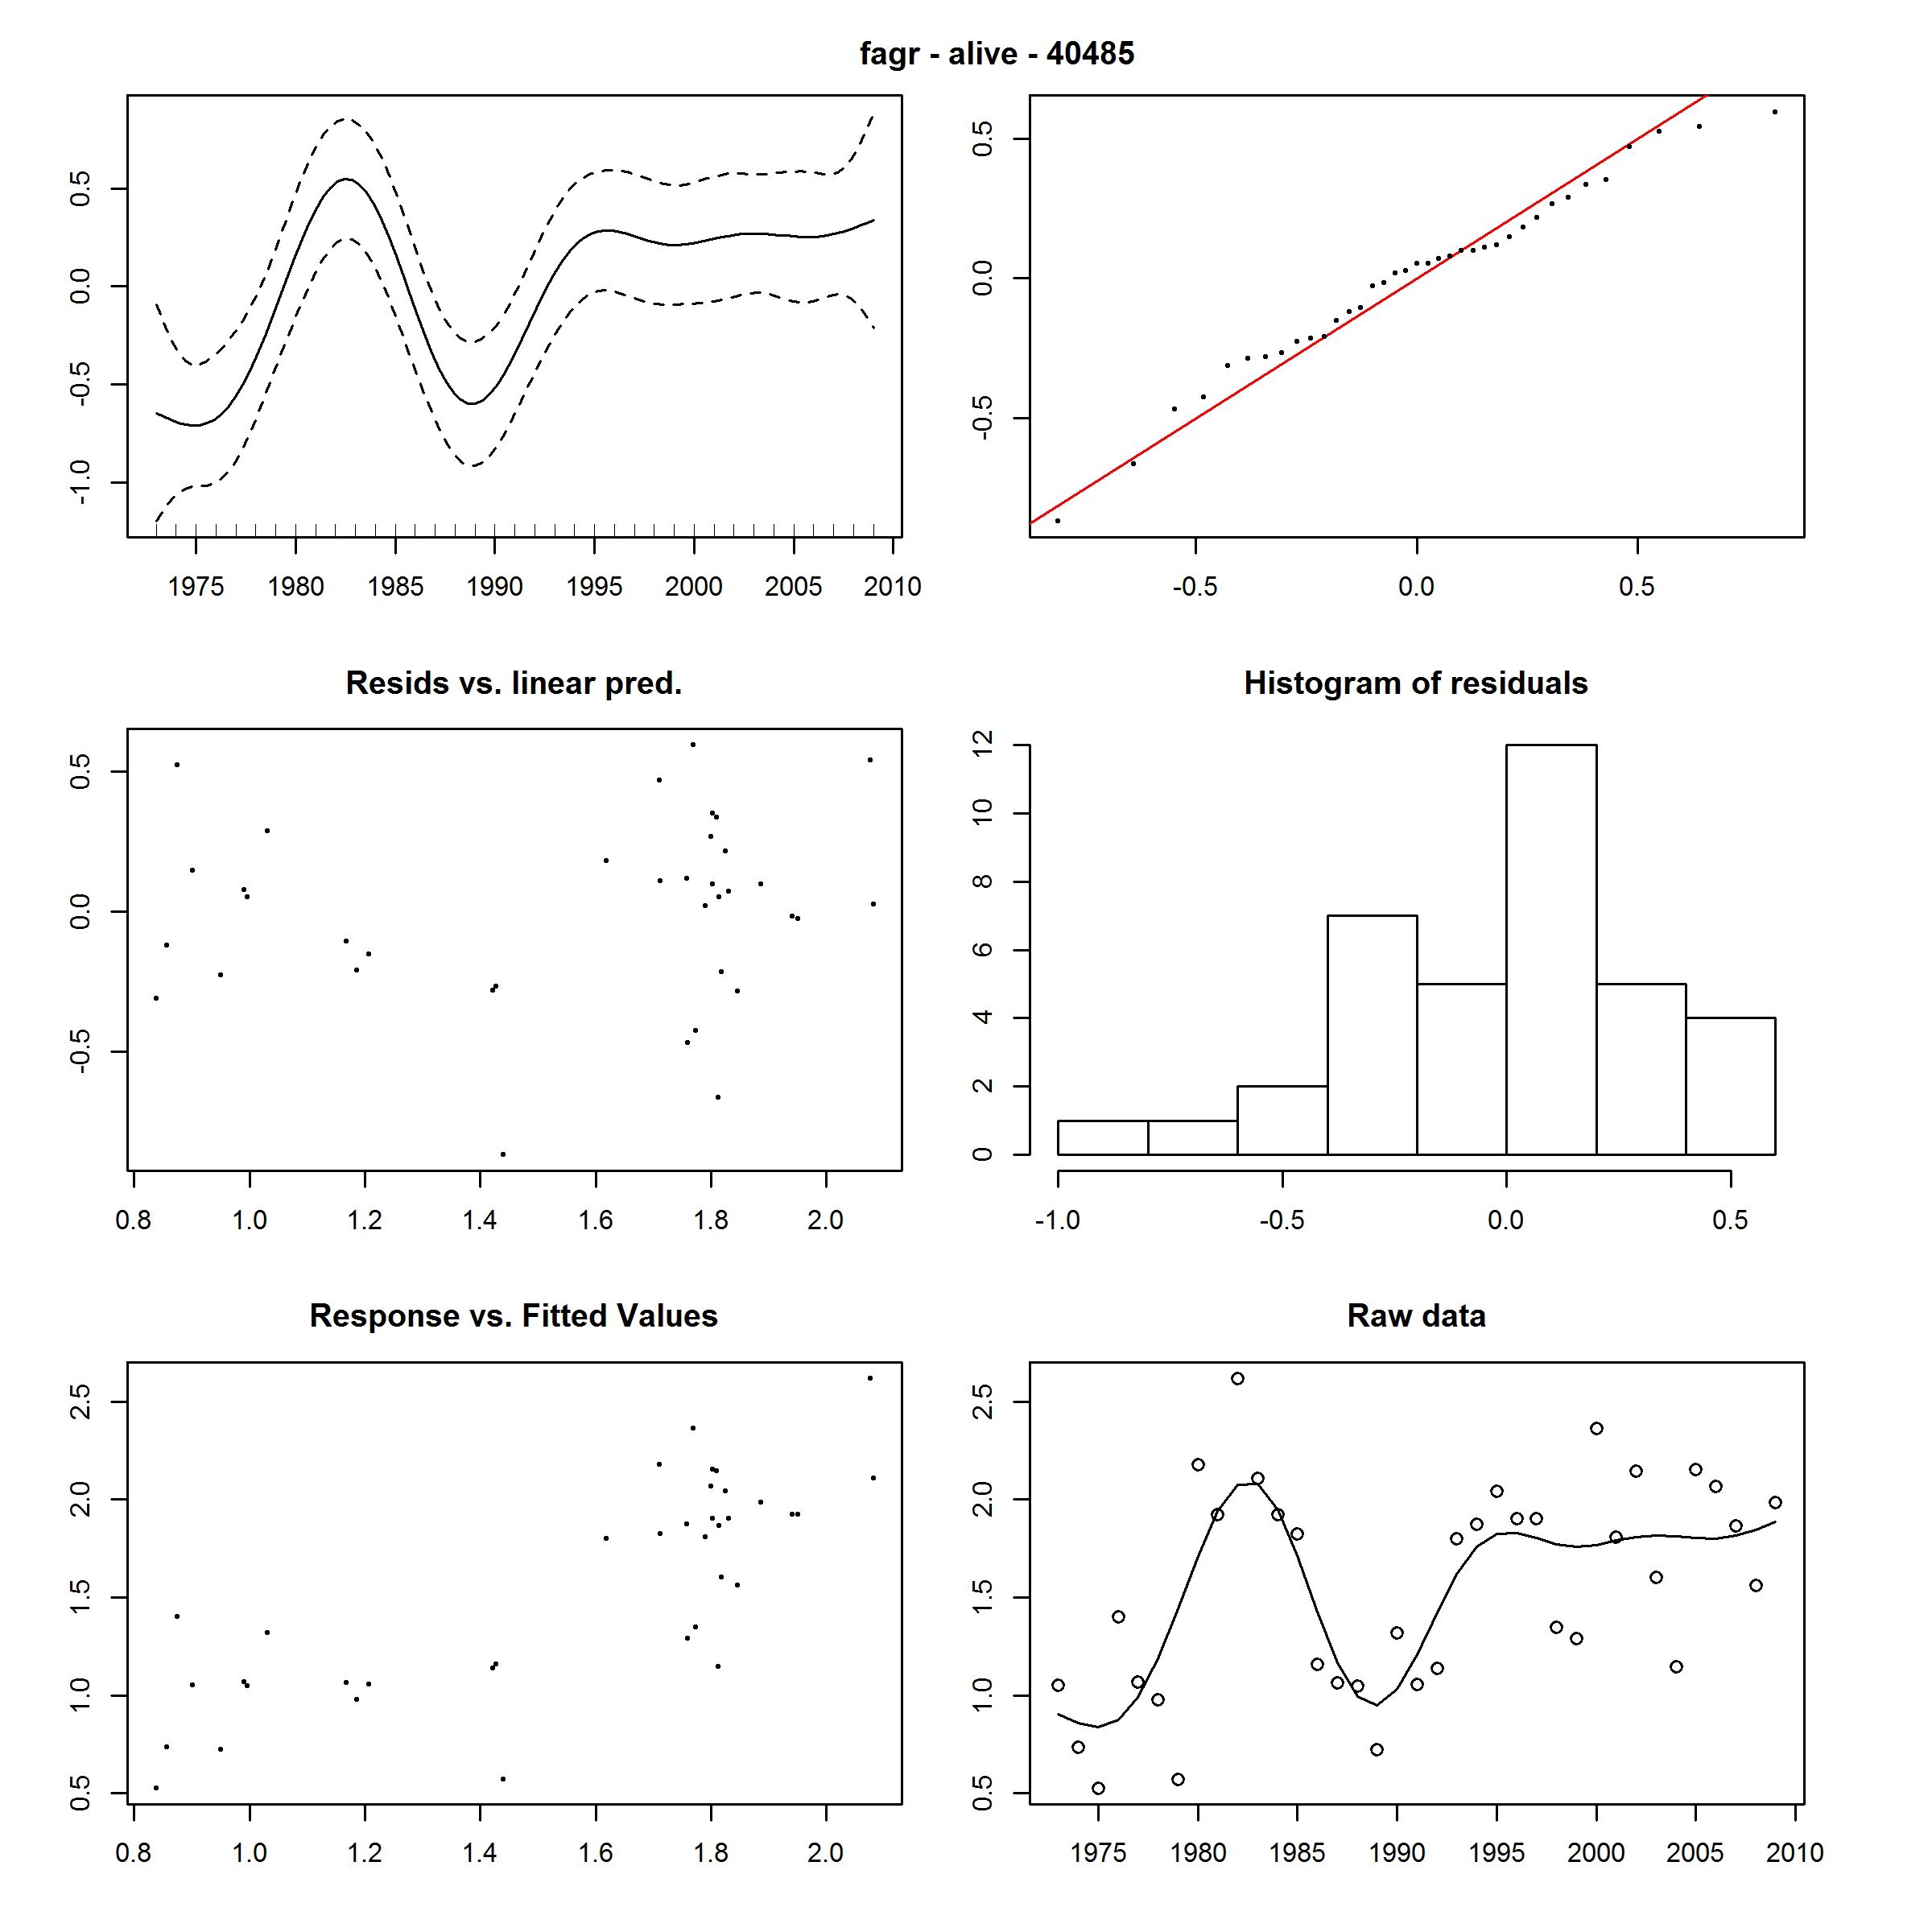 fagr - alive - 40485
0.5
0.0
-0.5
-1.0
1975 1980 1985 1990 1995 2000 2005 2010
0.5
0.0
-0.5
-0.5 0.0 0.5
Resids vs. linear pred.
0.5
0.0
-0.5
0.8 1.0 1.2 1.4 1.6 1.8 2.0
Histogram of residuals
12
10
8
6
4
2
0
-1.0 -0.5 0.0 0.5
Response vs. Fitted Values
2.5
2.0
1.5
1.0
0.5
0.8 1.0 1.2 1.4 1.6 1.8 2.0
Raw data
2.5
2.0
1.5
1.0
0.5
1975 1980 1985 1990 1995 2000 2005 2010